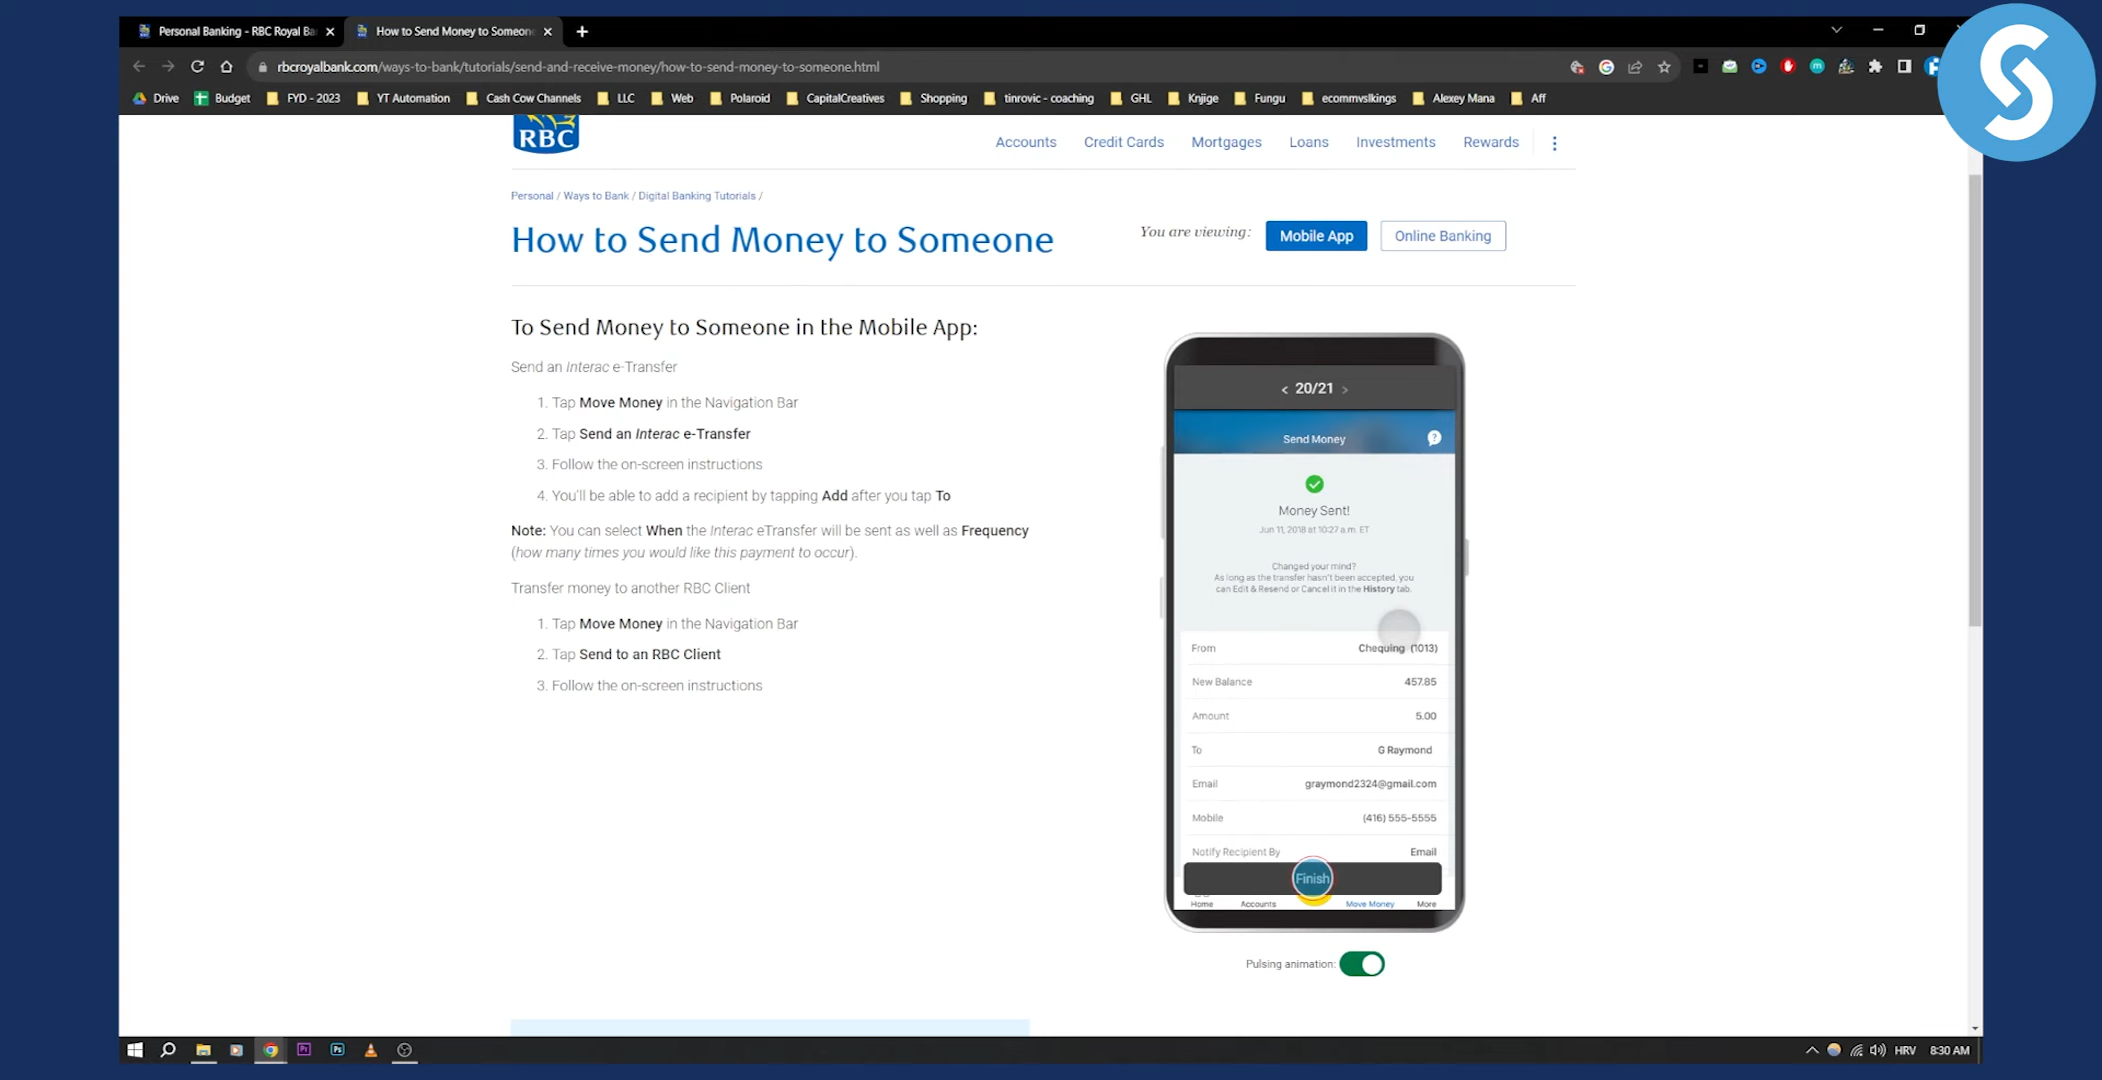 Personal Banking - RBC Royal Ba
How to Send Money to Someone
rbcroyalbank.com/ways-to-bank/tutorials/send-and-receive-money/how-to-send-money-to-someone.html
Drive Budget FYD - 2023 YT Automation Cash Cow Channels LLC Web Polaroid CapitalCreatives Shopping tinrovic - coaching GHL Knjige Fungu ecommvslkings Alexey Mana Aff
RBC
Accounts Credit Cards Mortgages Loans Investments Rewards
Personal / Ways to Bank / Digital Banking Tutorials /
How to Send Money to Someone
You are viewing: Mobile App Online Banking
To Send Money to Someone in the Mobile App:
Send an Interac e-Transfer
1. Tap Move Money in the Navigation Bar
2. Tap Send an Interac e-Transfer
3. Follow the on-screen instructions
4. You'll be able to add a recipient by tapping Add after you tap To
Note: You can select When the Interac eTransfer will be sent as well as Frequency
(how many times you would like this payment to occur).
Transfer money to another RBC Client
1. Tap Move Money in the Navigation Bar
2. Tap Send to an RBC Client
3. Follow the on-screen instructions
< 20/21 >
Send Money
Money Sent!
Jun 11, 2018 at 10:27 a.m. ET
Changed your mind?
As long as the transfer hasn't been accepted, you
can Edit & Resend or Cancel it in the History tab.
From Chequing (1013)
New Balance 457.85
Amount 5.00
To G Raymond
Email graymond2324@gmail.com
Mobile (416) 555-5555
Notify Recipient By Email
Finish
Home Accounts Move Money More
Pulsing animation:
HRV 8:30 AM